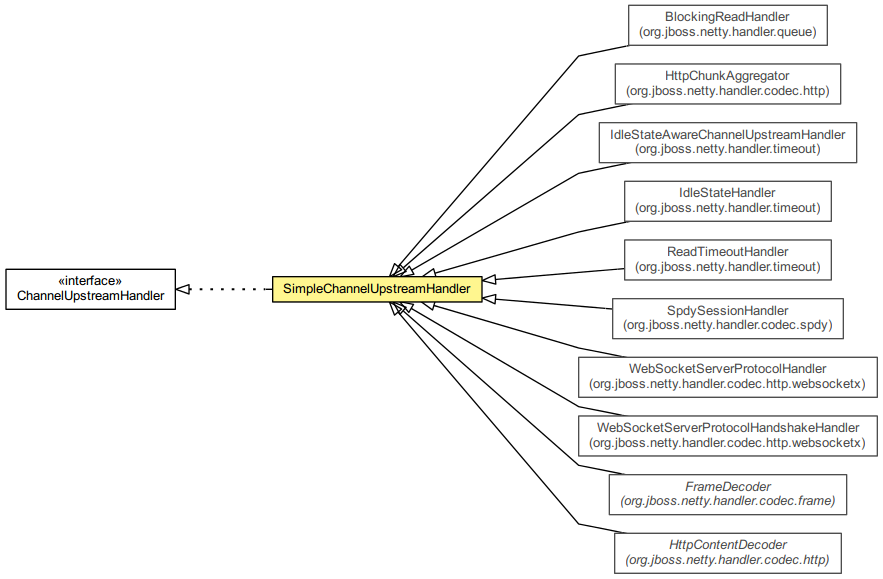 BlockingReadHandler
(org.jboss.netty.handler.queue)
HttpChunkAggregator
(org.jboss.netty.handler.codec.http)
IdleStateAwareChannelUpstreamHandler
(org.jboss.netty.handler.timeout)
IdleStateHandler
(org.jboss.netty.handler.timeout)
ReadTimeoutHandler
(org.jboss.netty.handler.timeout)
«interface»
ChannelUpstreamHandler
SimpleChannelUpstreamHandler
SpdySessionHandler
(org.jboss.netty.handler.codec.spdy)
WebSocketServerProtocolHandler
(org.jboss.netty.handler.codec.http.websocketx)
WebSocketServerProtocolHandshakeHandler
(org.jboss.netty.handler.codec.http.websocketx)
FrameDecoder
(org.jboss.netty.handler.codec.frame)
HttpContentDecoder
(org.jboss.netty.handler.codec.http)